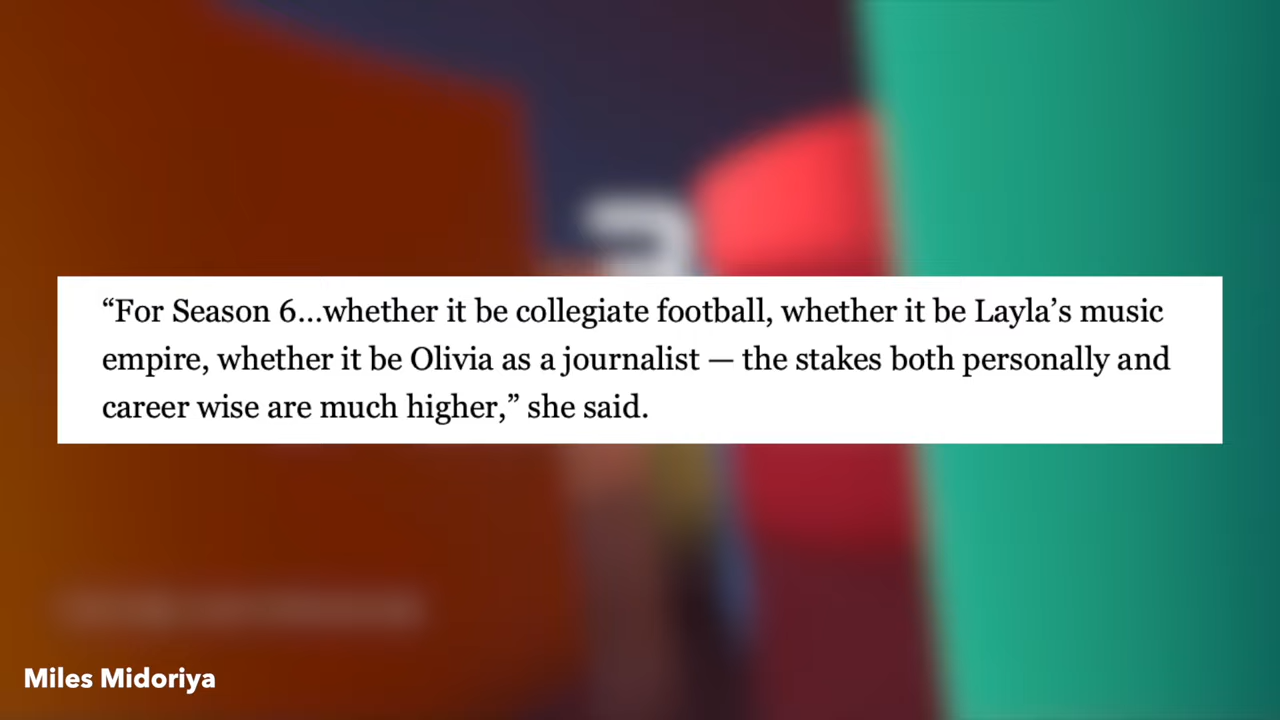 “For Season 6...whether it be collegiate football, whether it be Layla’s music
empire, whether it be Olivia as a journalist — the stakes both personally and
career wise are much higher,” she said.
Miles Midoriya